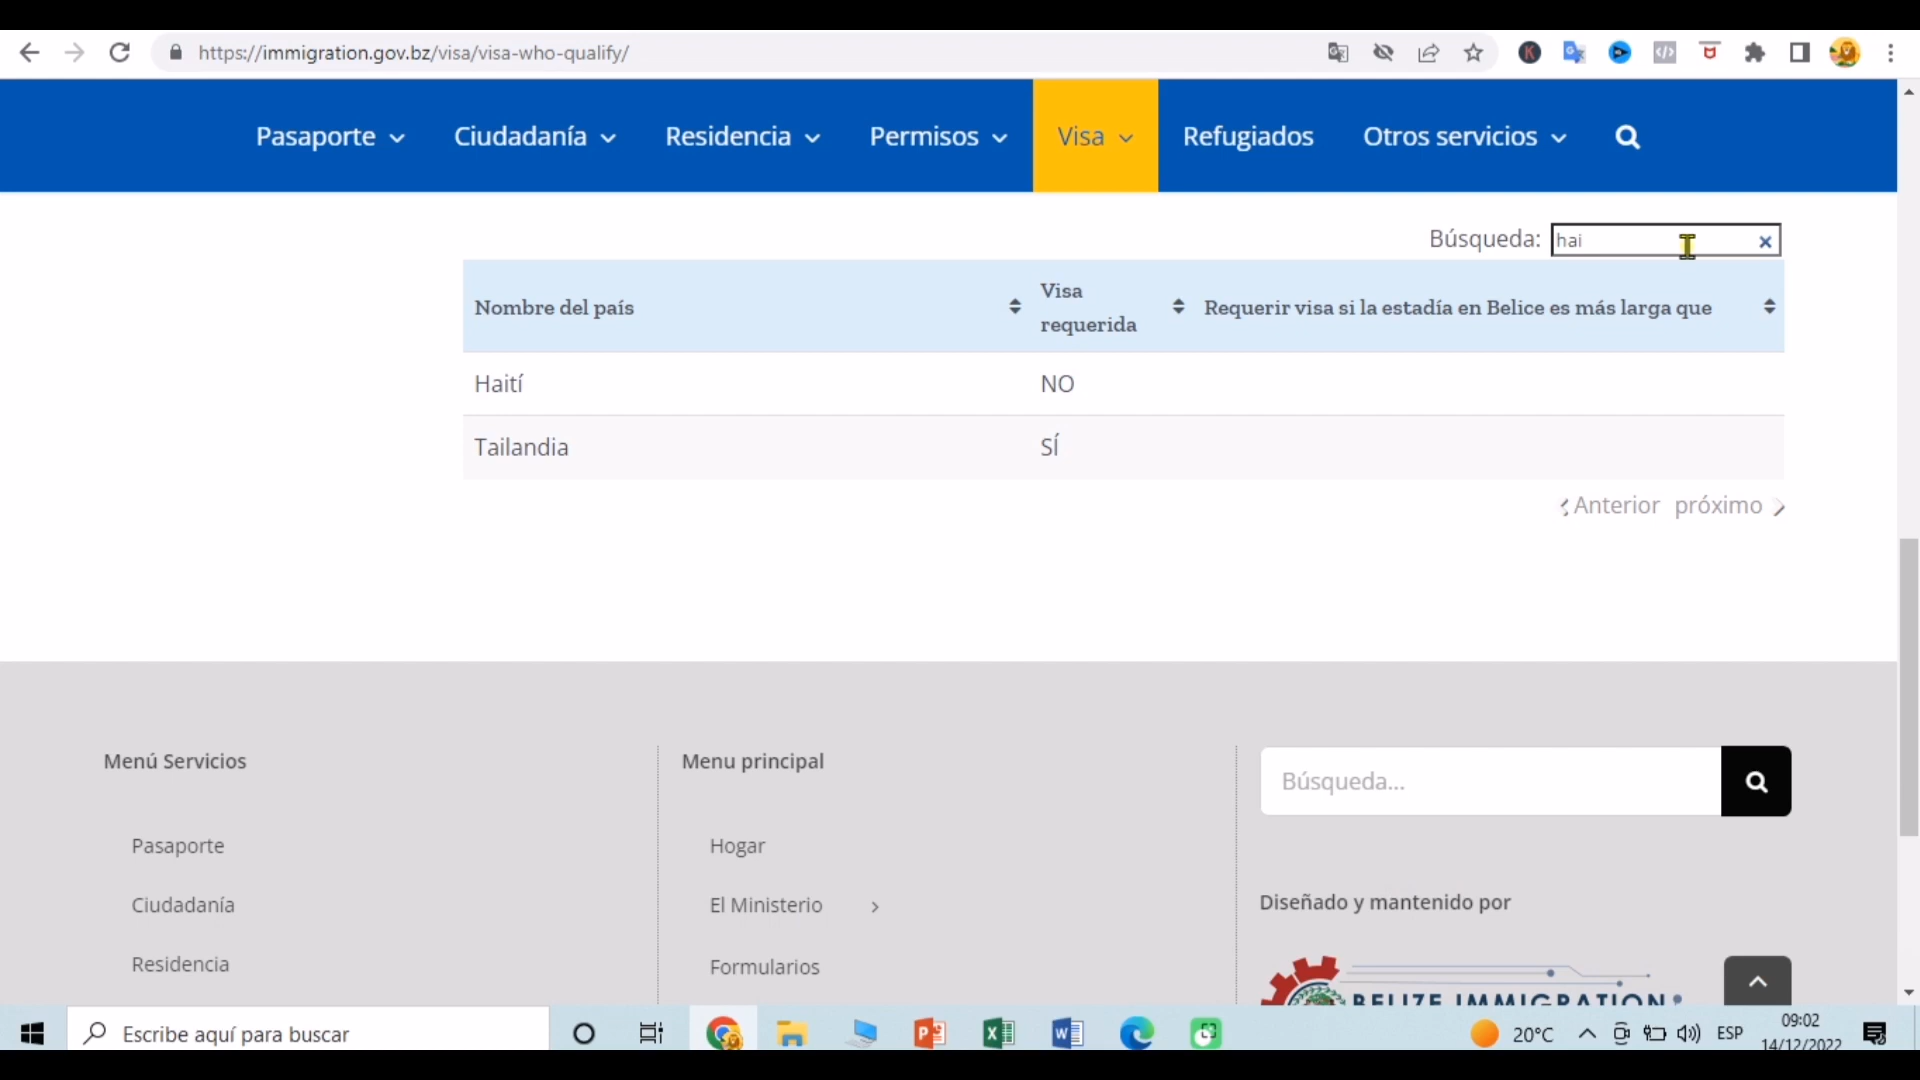 https://immigration.gov.bz/visa/visa-who-qualify/
Pasaporte Ciudadanía Residencia Permisos Visa Refugiados Otros servicios
Búsqueda: hai
Nombre del país
Visa requerida
Requerir visa si la estadía en Belice es más larga que
Haití NO
Tailandia SÍ
Anterior próximo
Menú Servicios
Pasaporte
Ciudadanía
Residencia
Menu principal
Hogar
El Ministerio
Formularios
Búsqueda...
Diseñado y mantenido por
BELIZE IMMIGRATION
Escribe aquí para buscar
20°C
ESP
09:02
14/12/2022